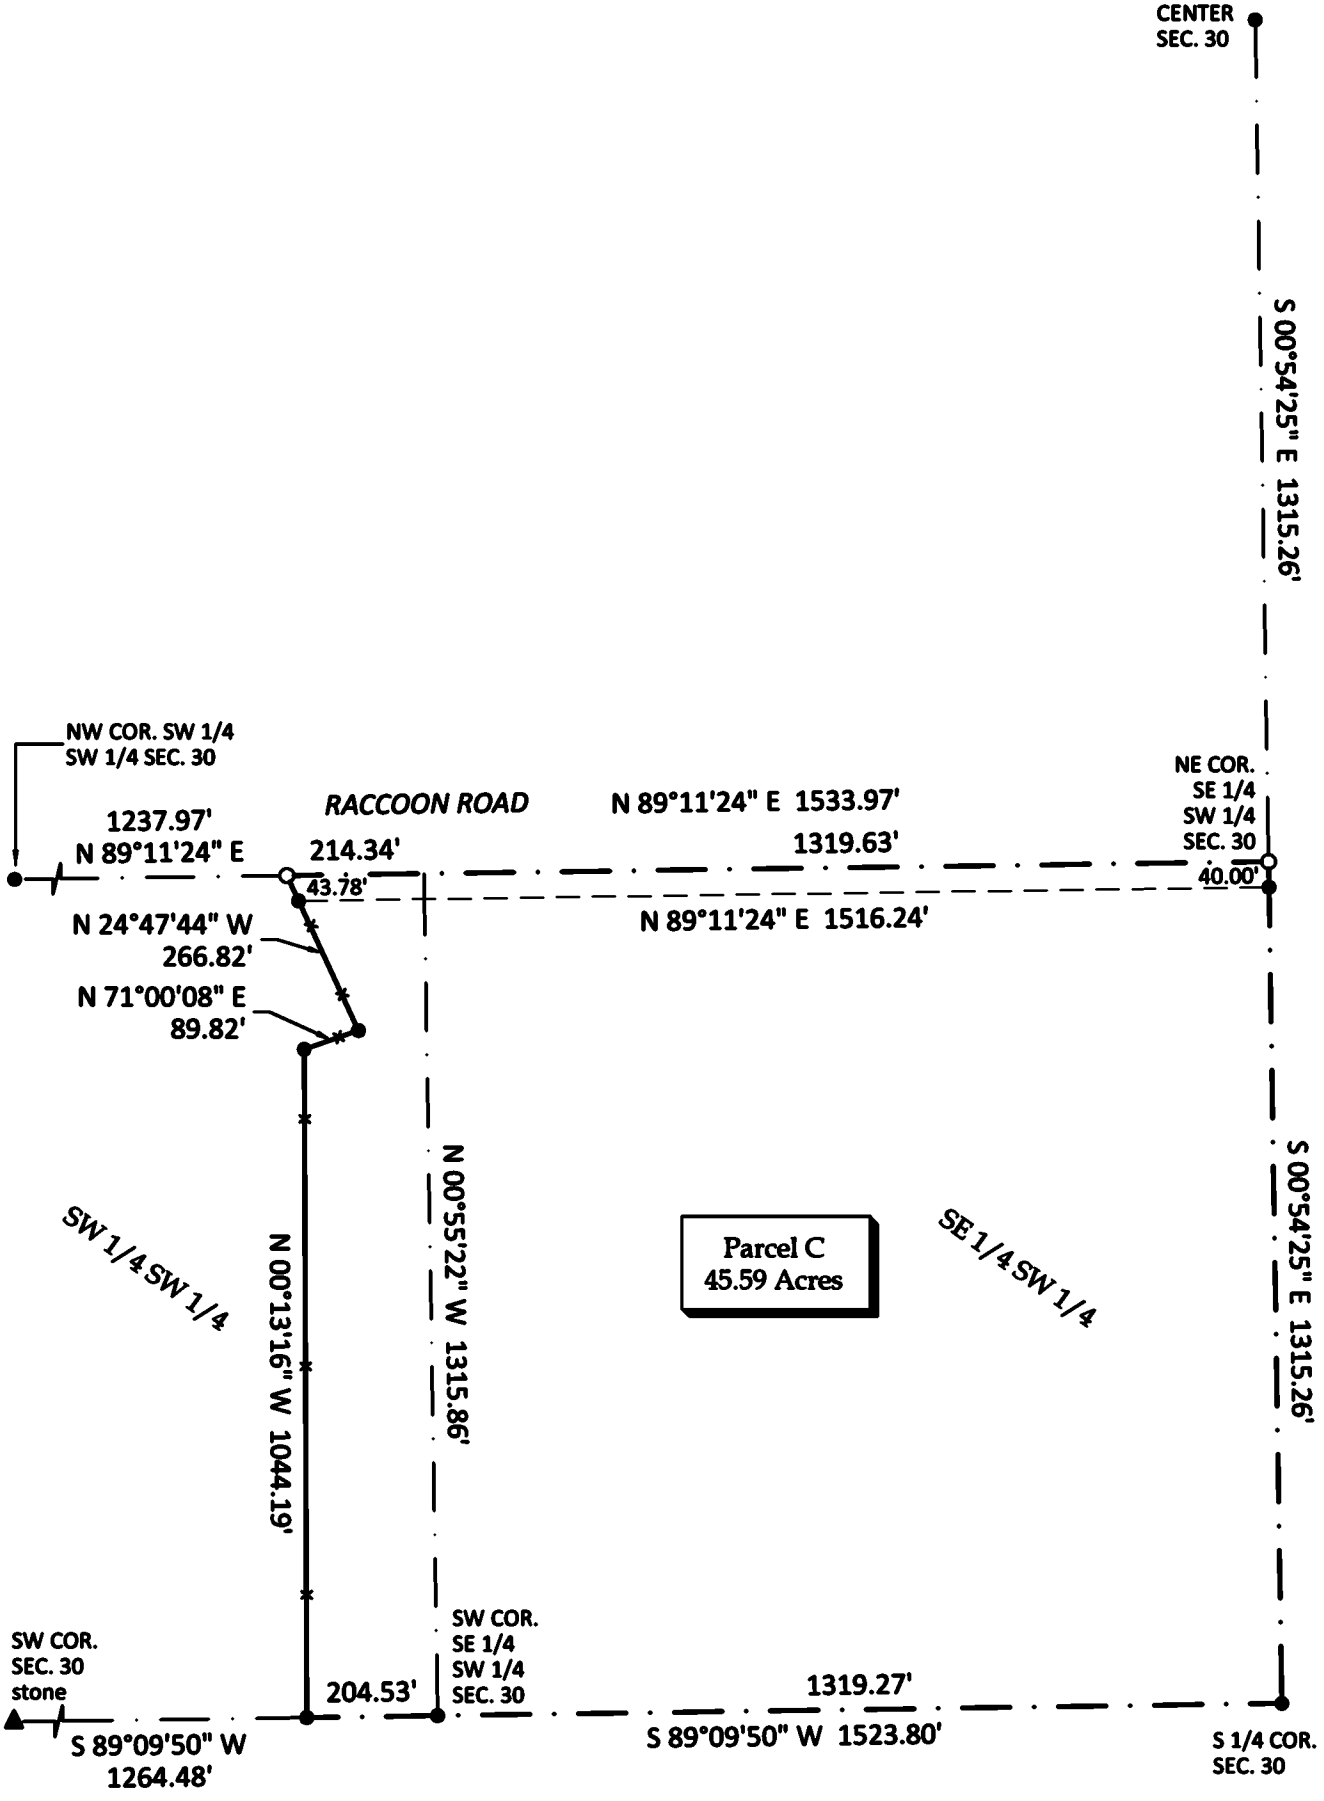 CENTER
SEC. 30
S 00°54'25" E 1315.26'
NW COR. SW 1/4
SW 1/4 SEC. 30
1237.97'
N 89°11'24" E
RACCOON ROAD
214.34'
43.78'
N 89°11'24" E 1533.97'
1319.63'
NE COR.
SE 1/4
SW 1/4
SEC. 30
40.00'
N 89°11'24" E 1516.24'
N 24°47'44" W
266.82'
N 71°00'08" E
89.82'
SW 1/4 SW 1/4
N 00°13'16" W 1044.19'
N 00°55'22" W 1315.86'
Parcel C
45.59 Acres
SE 1/4 SW 1/4
S 00°54'25" E 1315.26'
SW COR.
SEC. 30
stone
S 89°09'50" W
1264.48'
204.53'
SW COR.
SE 1/4
SW 1/4
SEC. 30
1319.27'
S 89°09'50" W 1523.80'
S 1/4 COR.
SEC. 30